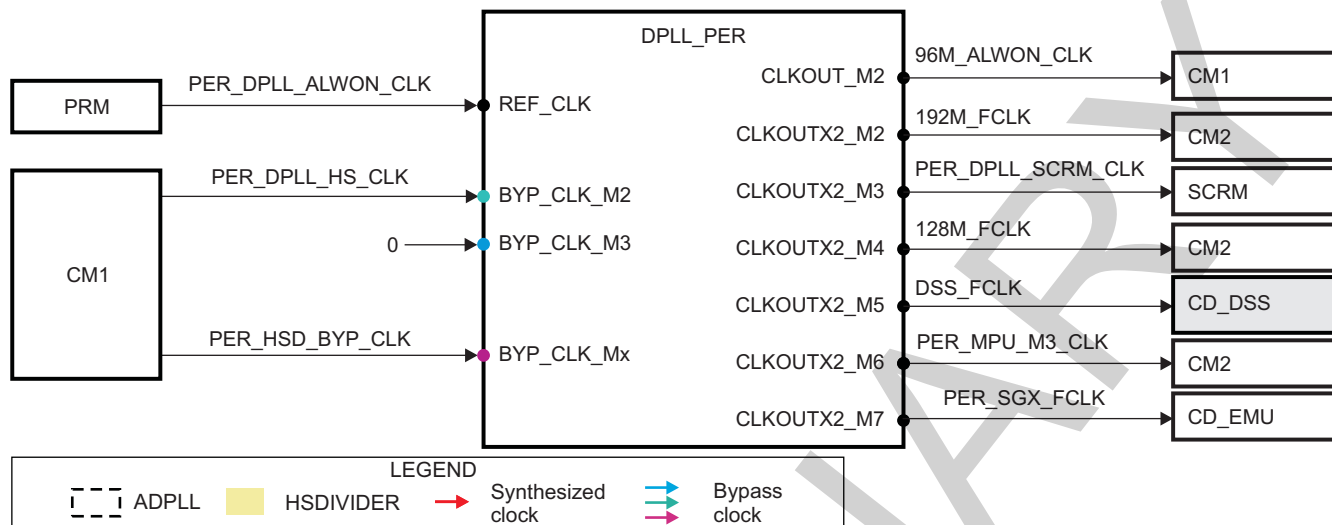 DPLL_PER
PRM
PER_DPLL_ALWON_CLK
REF_CLK
CM1
PER_DPLL_HS_CLK
BYP_CLK_M2
0
BYP_CLK_M3
PER_HSD_BYP_CLK
BYP_CLK_Mx
CLKOUT_M2
96M_ALWON_CLK
CM1
CLKOUTX2_M2
192M_FCLK
CM2
CLKOUTX2_M3
PER_DPLL_SCRM_CLK
SCRM
CLKOUTX2_M4
128M_FCLK
CM2
CLKOUTX2_M5
DSS_FCLK
CD_DSS
CLKOUTX2_M6
PER_MPU_M3_CLK
CM2
CLKOUTX2_M7
PER_SGX_FCLK
CD_EMU
LEGEND
ADPLL
HSDIVIDER
Synthesized
clock
Bypass
clock